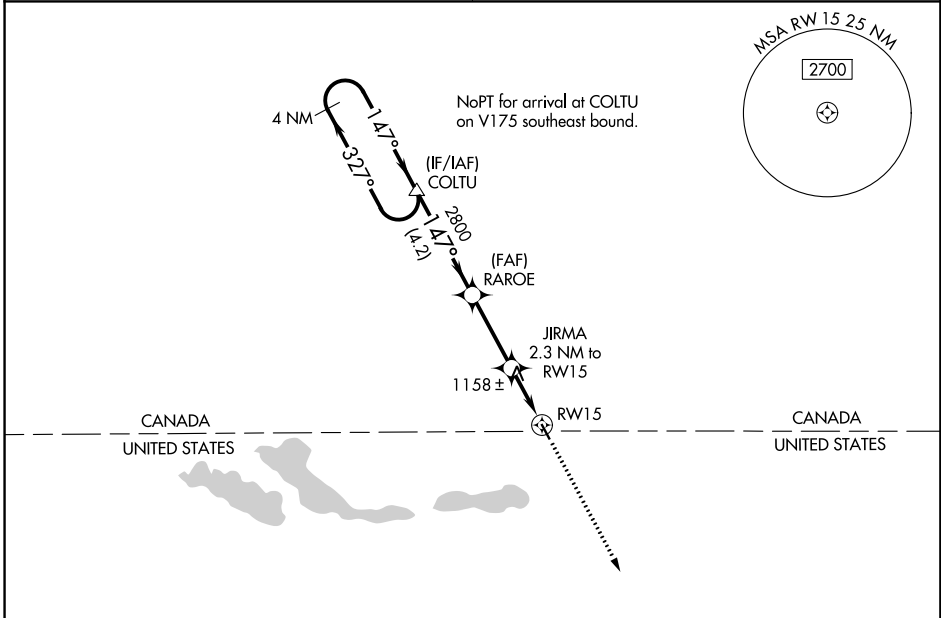 MSA RW 15 25 NM
2700
NoPT for arrival at COLTU
on V175 southeast bound.
4 NM
147°
327°
(IF/IAF)
COLTU
2800
147°
(4.2)
(FAF)
RAROE
JIRMA
2.3 NM to
RW15
1158 ±
RW15
CANADA
UNITED STATES
CANADA
UNITED STATES